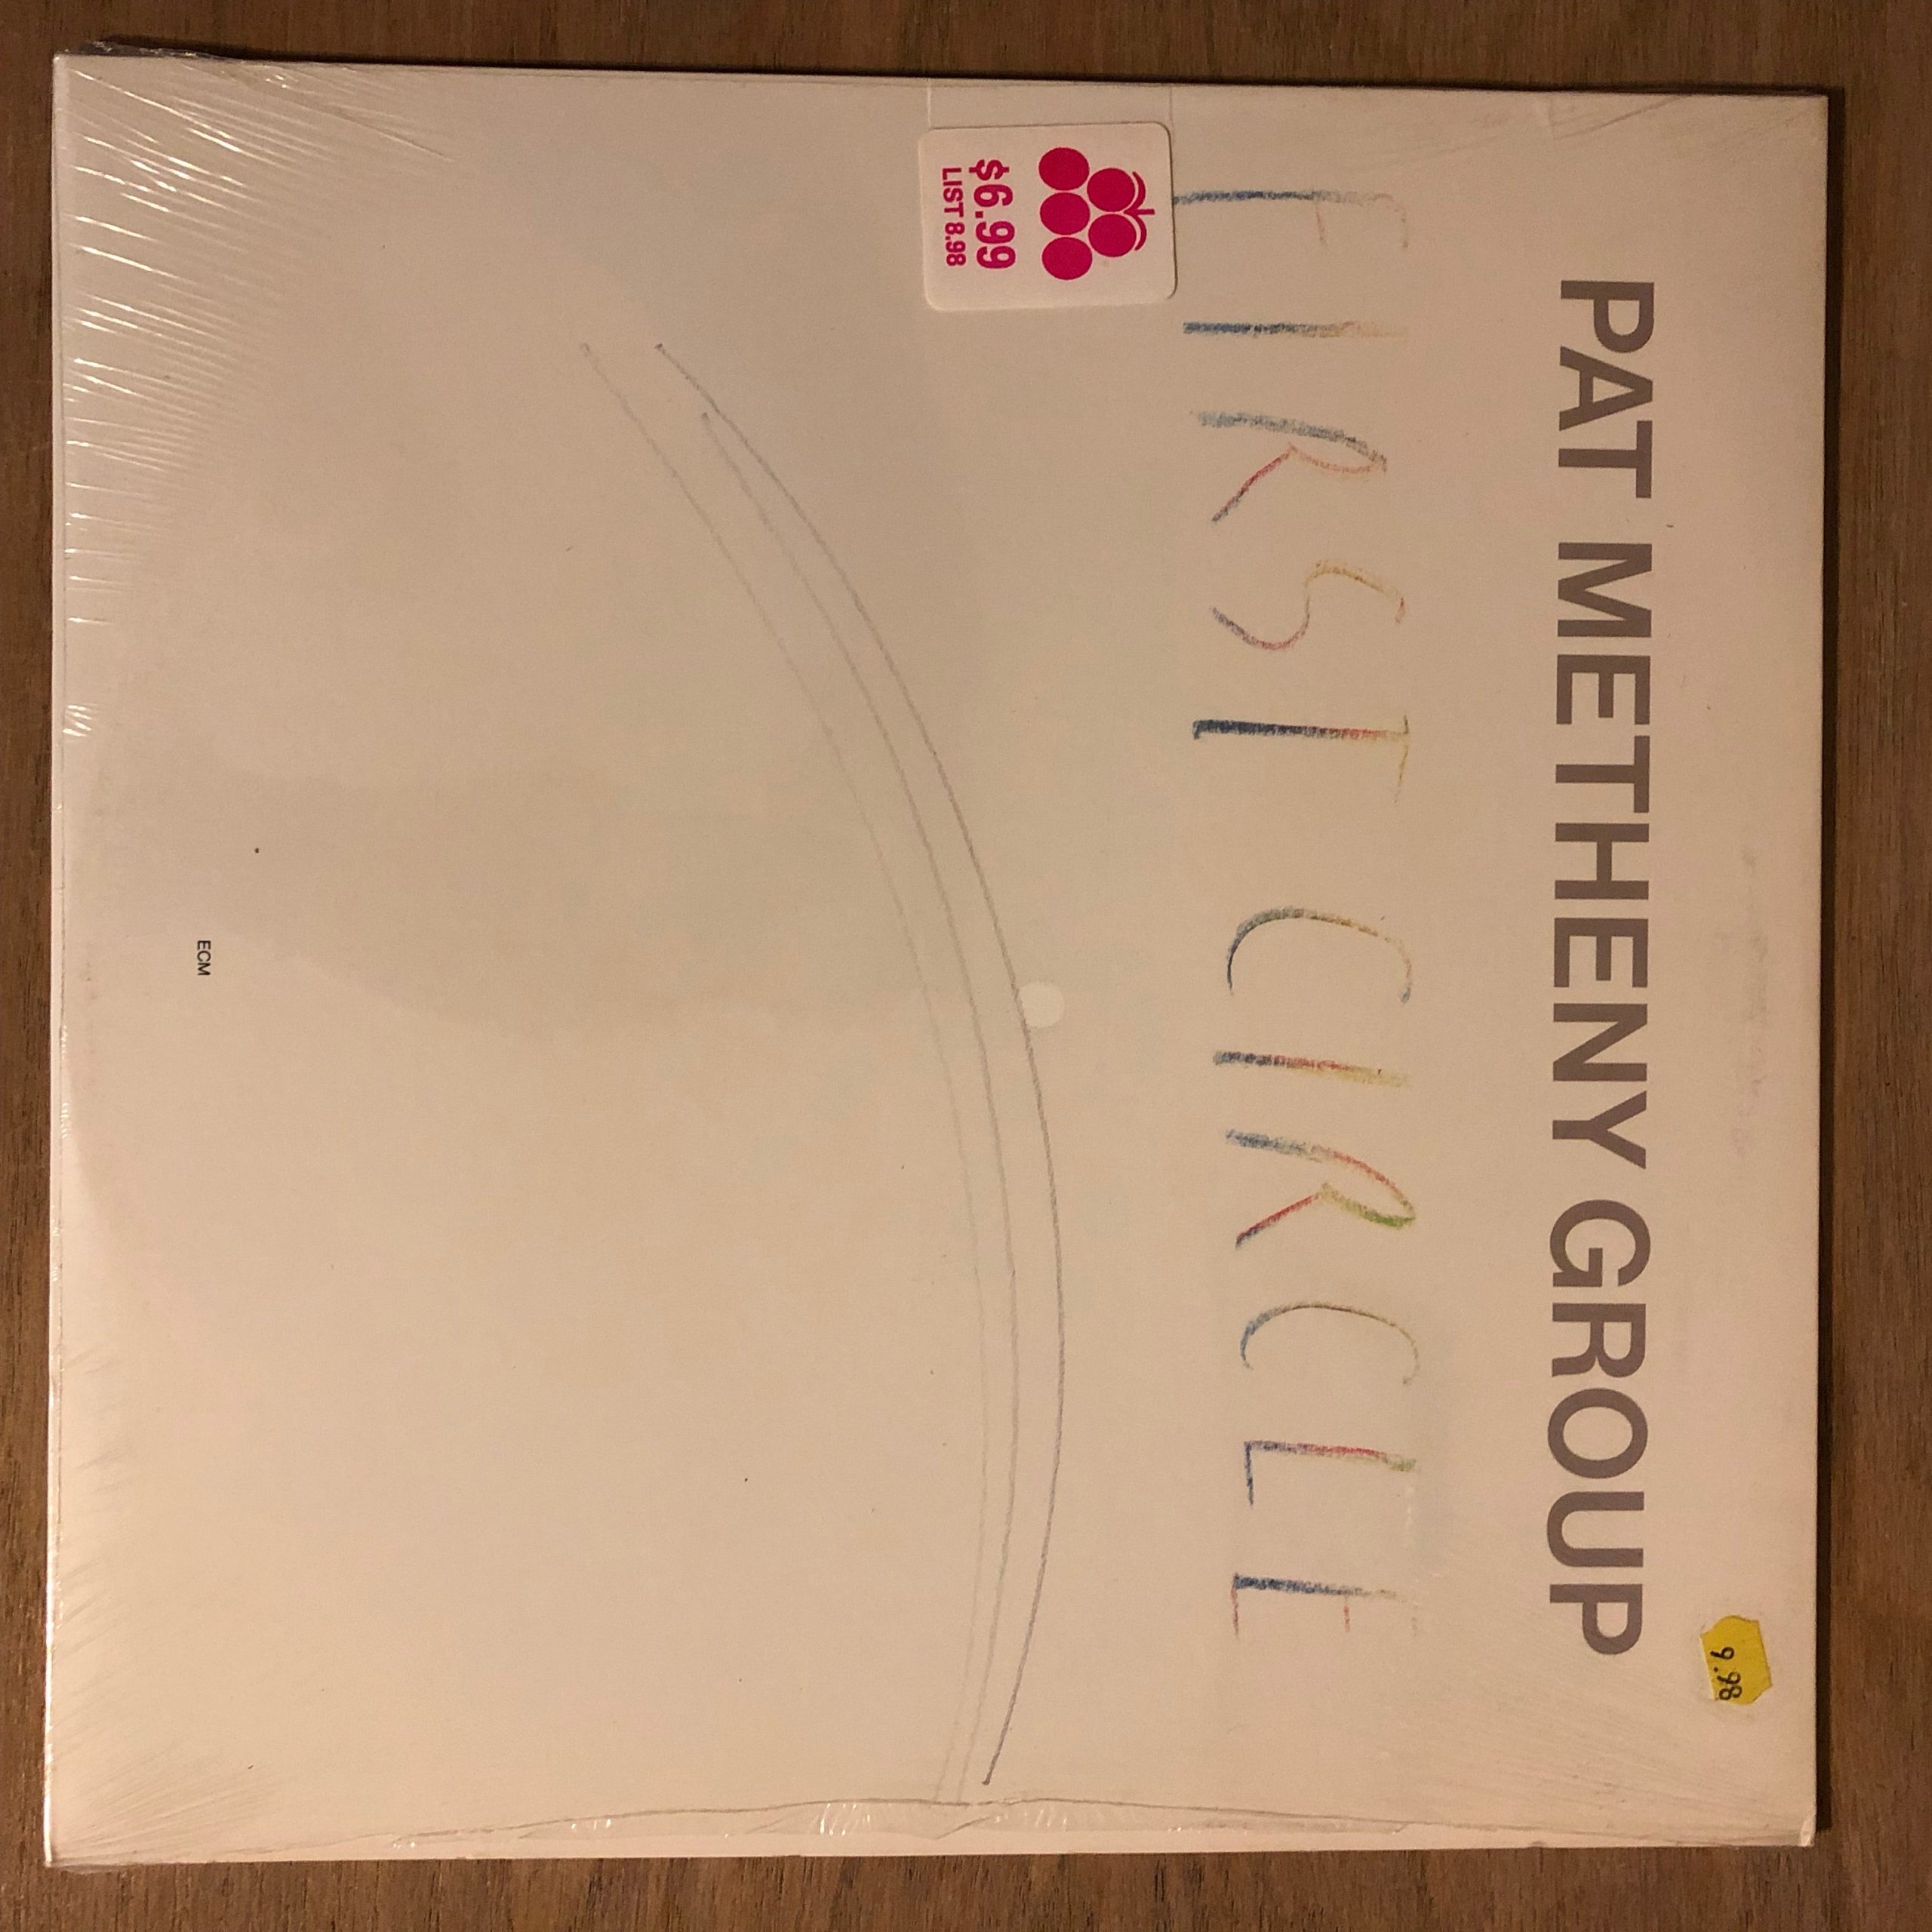 9.98
PAT METHENY GROUP
FIRST CIRCLE
$6.99
LIST 8.98
ECM